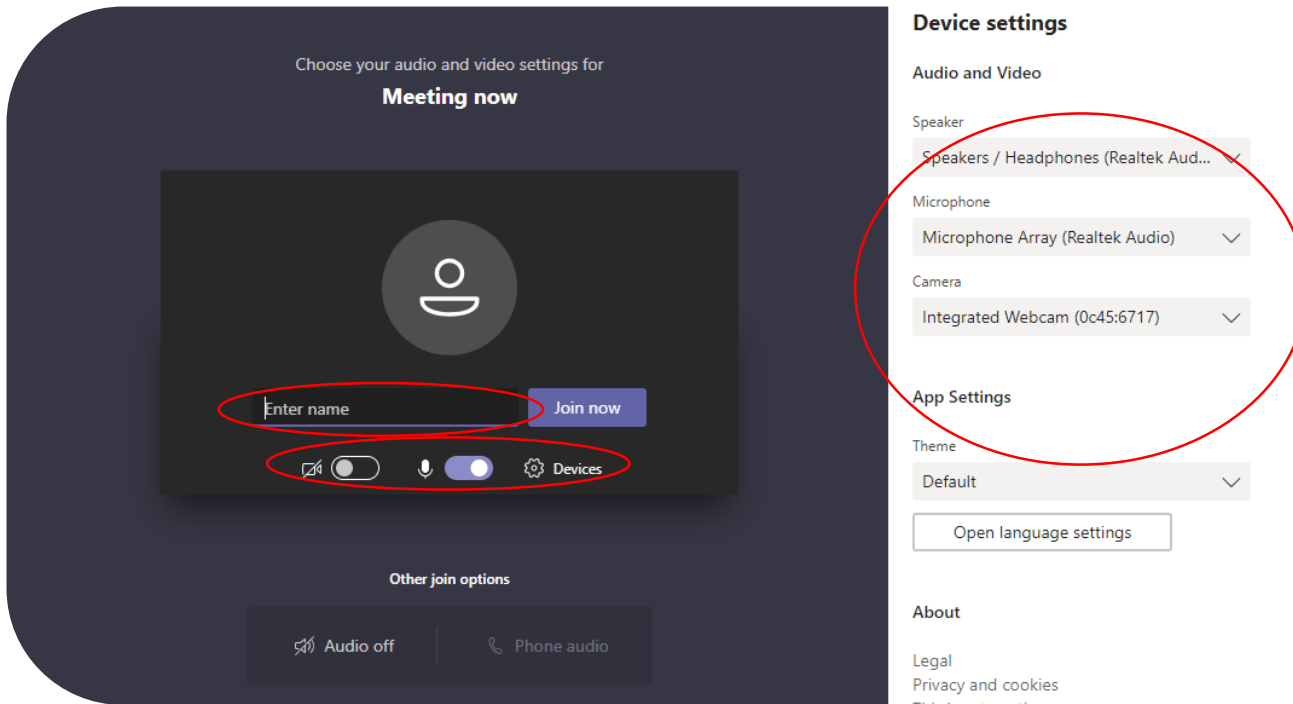 Choose your audio and video settings for
Meeting now
Enter name
Join now
Devices
Other join options
Audio off
Phone audio
Device settings
Audio and Video
Speaker
Speakers / Headphones (Realtek Aud...
Microphone
Microphone Array (Realtek Audio)
Camera
Integrated Webcam (0c45:6717)
App Settings
Theme
Default
Open language settings
About
Legal
Privacy and cookies